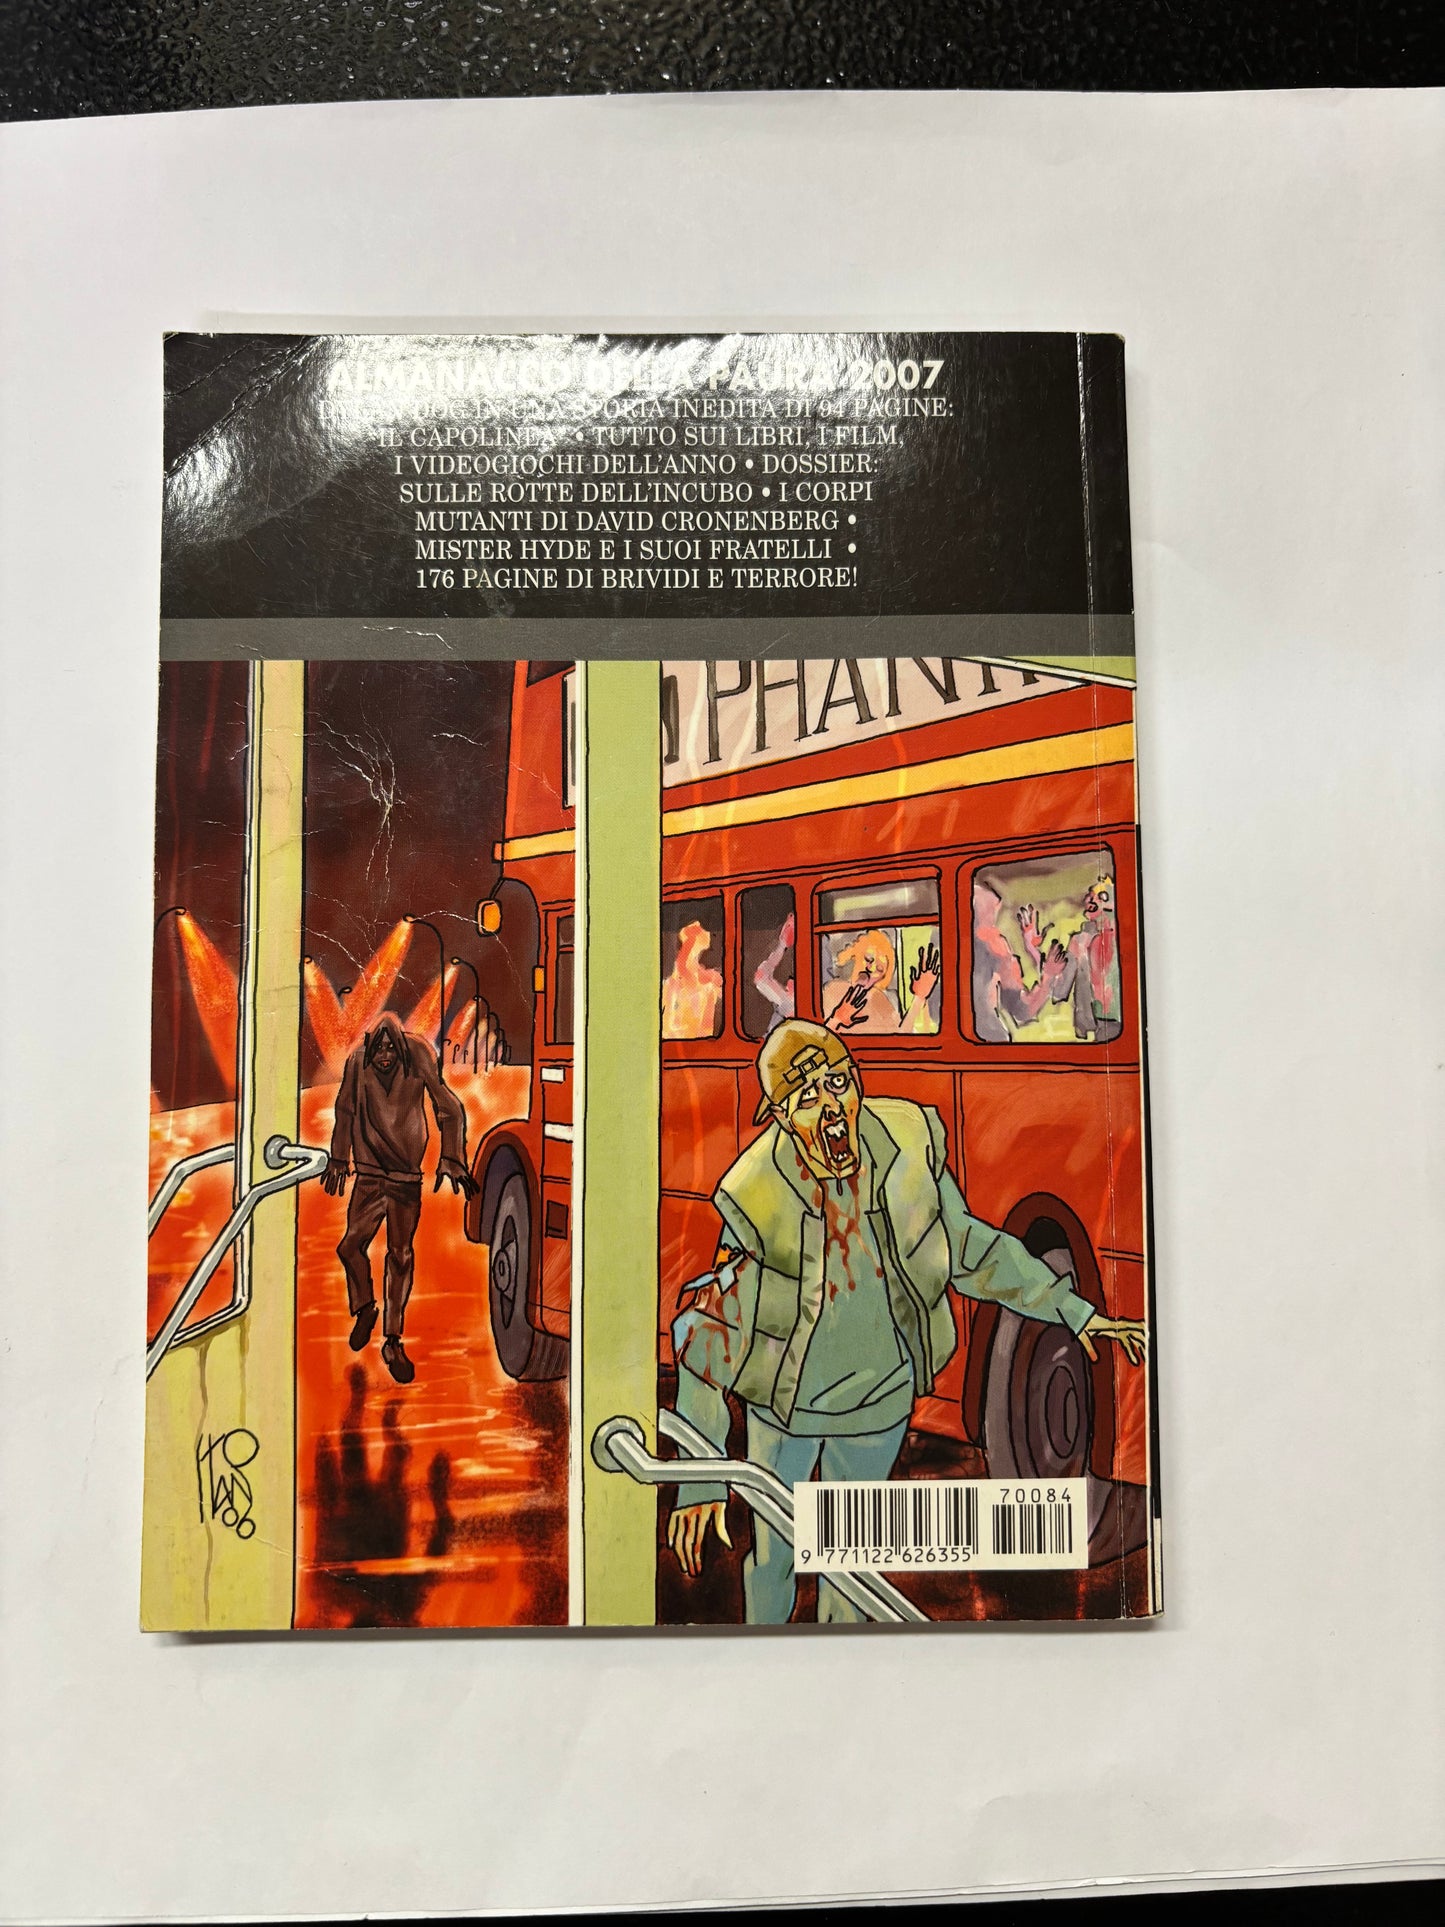 ALMANACCO DELLA PAURA 2007
DYLAN DOG IN UNA STORIA INEDITA DI 94 PAGINE:
"IL CAPOLINEA" • TUTTO SUI LIBRI, I FILM,
I VIDEOGIOCHI DELL'ANNO • DOSSIER:
SULLE ROTTE DELL'INCUBO • I CORPI
MUTANTI DI DAVID CRONENBERG •
MISTER HYDE E I SUOI FRATELLI •
176 PAGINE DI BRIVIDI E TERRORE!
PHANT
STANO
06
70084
9 771122 626355